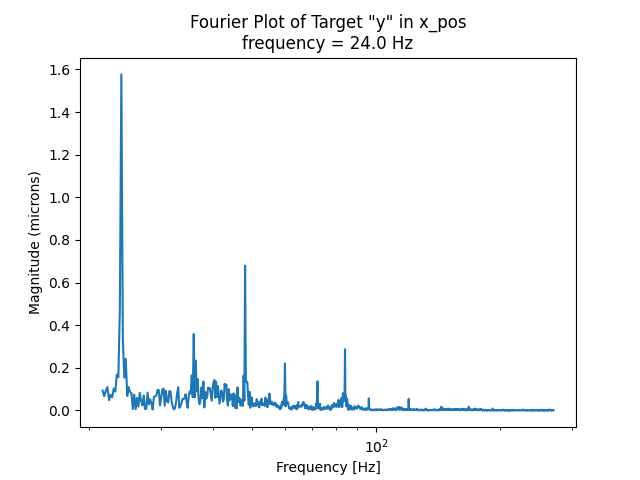 Fourier Plot of Target "y" in x_pos
frequency = 24.0 Hz
1.6
1.4
1.2
1.0
0.8
0.6
0.4
0.2
0.0
Magnitude (microns)
10²
Frequency [Hz]